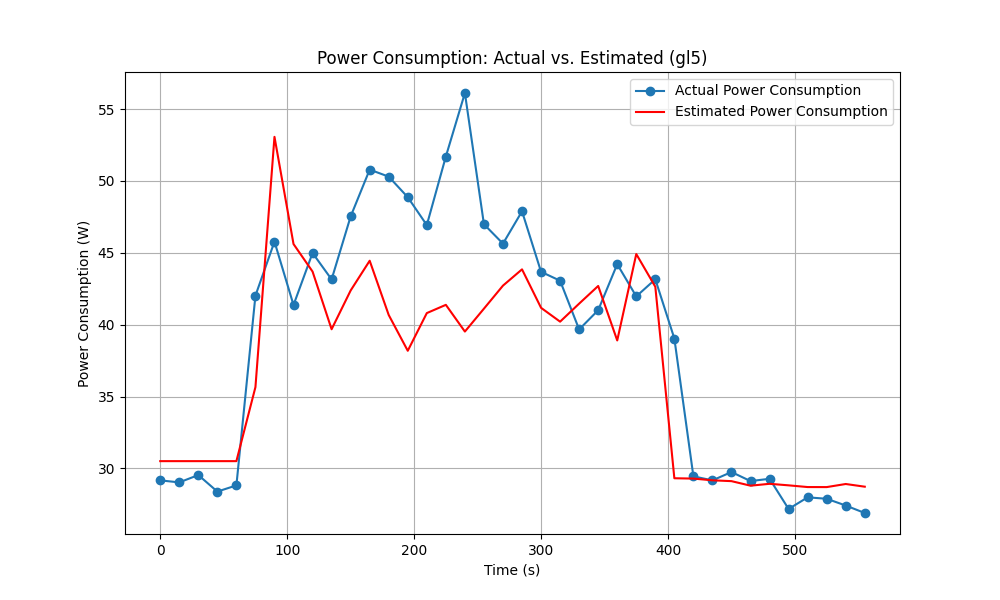 Power Consumption: Actual vs. Estimated (gl5)
Actual Power Consumption
Estimated Power Consumption
Power Consumption (W)
55
50
45
40
35
30
0 100 200 300 400 500
Time (s)